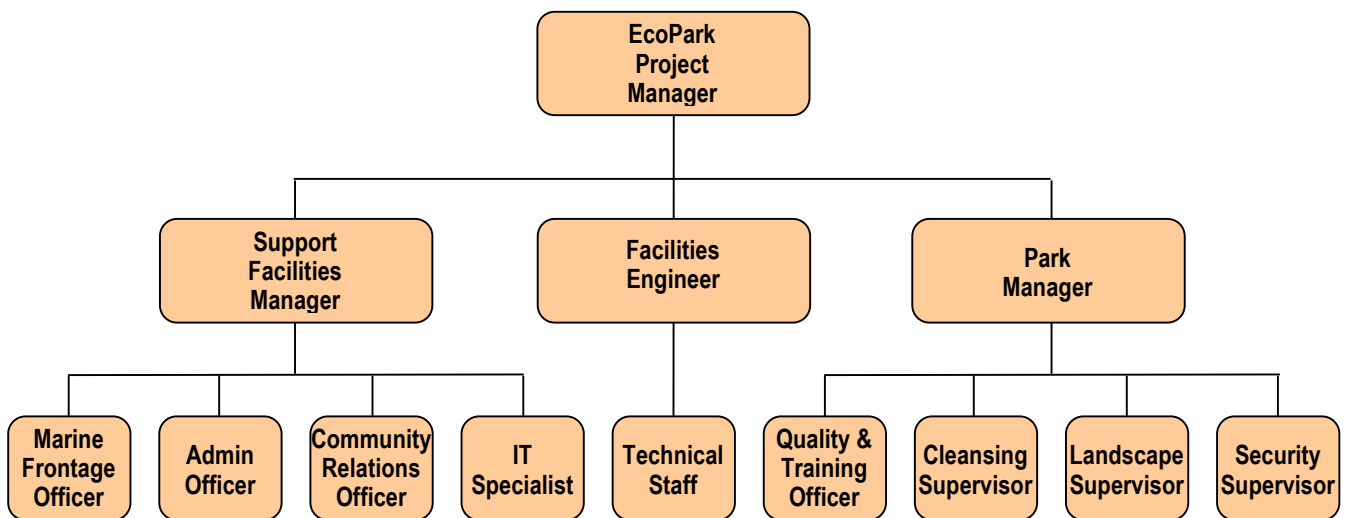 EcoPark
Project
Manager
Support
Facilities
Manager
Facilities
Engineer
Park
Manager
Marine
Frontage
Officer
Admin
Officer
Community
Relations
Officer
IT
Specialist
Technical
Staff
Quality &
Training
Officer
Cleansing
Supervisor
Landscape
Supervisor
Security
Supervisor